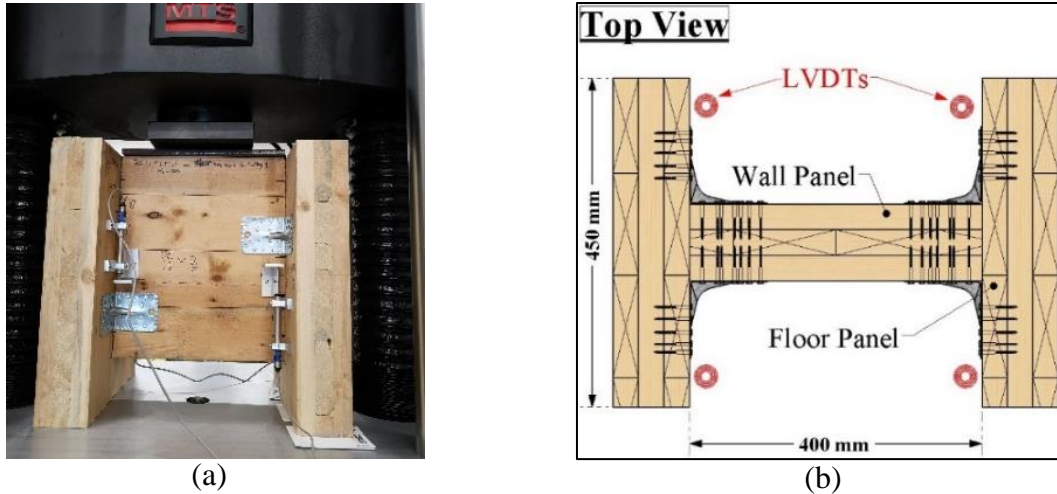 MTS
(a)
Top View
LVDTs
Wall Panel
450 mm
Floor Panel
400 mm
(b)